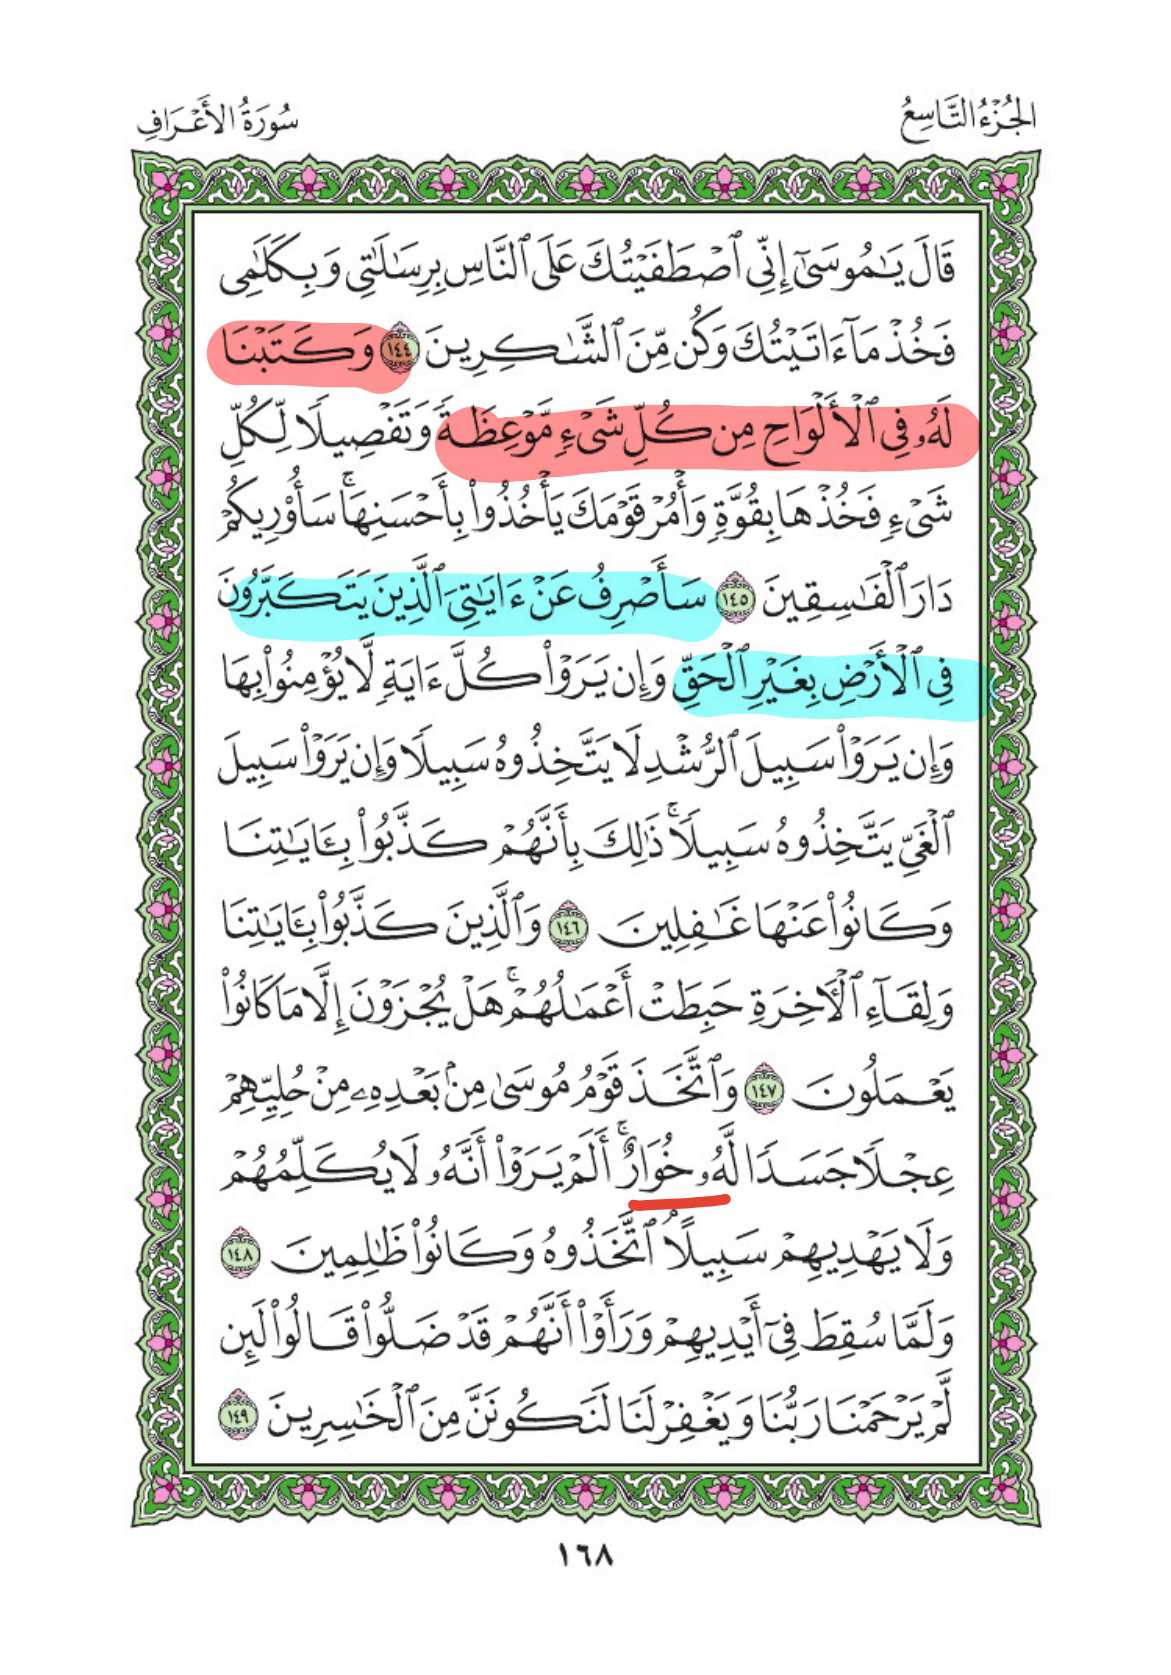 الجُزْءُ التَّاسِعُ
سُورَةُ الأَعْرَافِ
قَالَ يَٰمُوسَىٰٓ إِنِّي ٱصْطَفَيْتُكَ عَلَى ٱلنَّاسِ بِرِسَٰلَٰتِي وَبِكَلَٰمِي
فَخُذْ مَآ ءَاتَيْتُكَ وَكُن مِّنَ ٱلشَّٰكِرِينَ ١٤٤ وَكَتَبْنَا
لَهُۥ فِي ٱلْأَلْوَاحِ مِن كُلِّ شَيْءٍ مَّوْعِظَةً وَتَفْصِيلًا لِّكُلِّ
شَيْءٍ فَخُذْهَا بِقُوَّةٍ وَأْمُرْ قَوْمَكَ يَأْخُذُوا۟ بِأَحْسَنِهَا ۚ سَأُو۟رِيكُمْ
دَارَ ٱلْفَٰسِقِينَ ١٤٥ سَأَصْرِفُ عَنْ ءَايَٰتِيَ ٱلَّذِينَ يَتَكَبَّرُونَ
فِي ٱلْأَرْضِ بِغَيْرِ ٱلْحَقِّ وَإِن يَرَوْا۟ كُلَّ ءَايَةٍ لَّا يُؤْمِنُوا۟ بِهَا
وَإِن يَرَوْا۟ سَبِيلَ ٱلرُّشْدِ لَا يَتَّخِذُوهُ سَبِيلًا وَإِن يَرَوْا۟ سَبِيلَ
ٱلْغَيِّ يَتَّخِذُوهُ سَبِيلًا ۚ ذَٰلِكَ بِأَنَّهُمْ كَذَّبُوا۟ بِـَٔايَٰتِنَا
وَكَانُوا۟ عَنْهَا غَٰفِلِينَ ١٤٦ وَٱلَّذِينَ كَذَّبُوا۟ بِـَٔايَٰتِنَا
وَلِقَآءِ ٱلْأَخِرَةِ حَبِطَتْ أَعْمَٰلُهُمْ ۚ هَلْ يُجْزَوْنَ إِلَّا مَا كَانُوا۟
يَعْمَلُونَ ١٤٧ وَٱتَّخَذَ قَوْمُ مُوسَىٰ مِنۢ بَعْدِهِۦ مِنْ حُلِيِّهِمْ
عِجْلًا جَسَدًا لَّهُۥ خُوَارٌ ۚ أَلَمْ يَرَوْا۟ أَنَّهُۥ لَا يُكَلِّمُهُمْ
وَلَا يَهْدِيهِمْ سَبِيلًا ۘ ٱتَّخَذُوهُ وَكَانُوا۟ ظَٰلِمِينَ ١٤٨
وَلَمَّا سُقِطَ فِيٓ أَيْدِيهِمْ وَرَأَوْا۟ أَنَّهُمْ قَدْ ضَلُّوا۟ قَالُوا۟ لَئِن
لَّمْ يَرْحَمْنَا رَبُّنَا وَيَغْفِرْ لَنَا لَنَكُونَنَّ مِنَ ٱلْخَٰسِرِينَ ١٤٩
١٦٨